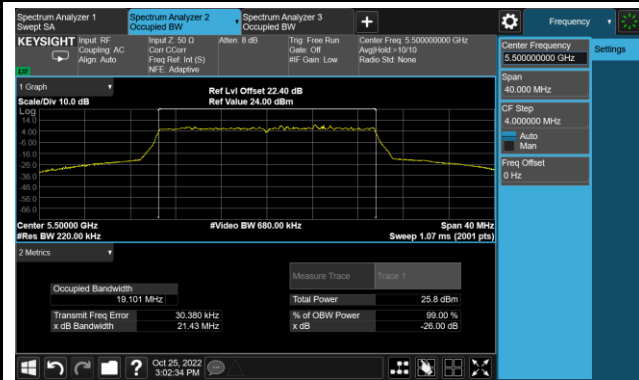 Spectrum Analyzer 1
Swept SA
Spectrum Analyzer 2
Occupied BW
Spectrum Analyzer 3
Occupied BW
+
Frequency
KEYSIGHT
Input: RF
Coupling: AC
Align: Auto
Input Z: 50 Ω
Corr CCorr
Freq Ref: Int (S)
NFE: Adaptive
Atten: 8 dB
Trig: Free Run
Gate: Off
#IF Gain: Low
Center Freq: 5.500000000 GHz
Avg|Hold:>10/10
Radio Std: None
Center Frequency
5.500000000 GHz
Settings
Span
40.000 MHz
CF Step
4.000000 MHz
Auto
Man
Freq Offset
0 Hz
1 Graph
Scale/Div 10.0 dB
Ref Lvl Offset 22.40 dB
Ref Value 24.00 dBm
Log
14.0
4.00
-6.00
-16.0
-26.0
-36.0
-46.0
-56.0
-66.0
Center 5.50000 GHz
#Res BW 220.00 kHz
#Video BW 680.00 kHz
Span 40 MHz
Sweep 1.07 ms (2001 pts)
2 Metrics
Measure Trace
Trace 1
Occupied Bandwidth
19.101 MHz
Total Power
25.8 dBm
Transmit Freq Error
30.380 kHz
% of OBW Power
99.00 %
x dB Bandwidth
21.43 MHz
x dB
-26.00 dB
?
Oct 25, 2022
3:02:34 PM